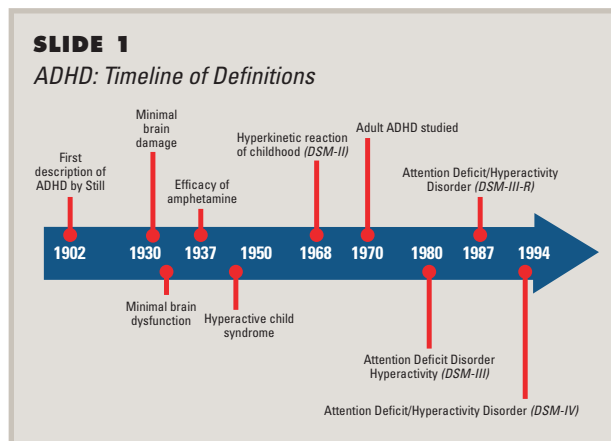 SLIDE 1
ADHD: Timeline of Definitions
Minimal
brain
damage
Adult ADHD studied
Hyperkinetic reaction
of childhood (DSM-II)
First
description of
ADHD by Still
Efficacy of
amphetamine
Attention Deficit/Hyperactivity
Disorder (DSM-III-R)
1902 1930 1937 1950 1968 1970 1980 1987 1994
Minimal brain
dysfunction
Hyperactive child
syndrome
Attention Deficit Disorder
Hyperactivity (DSM-III)
Attention Deficit/Hyperactivity Disorder (DSM-IV)